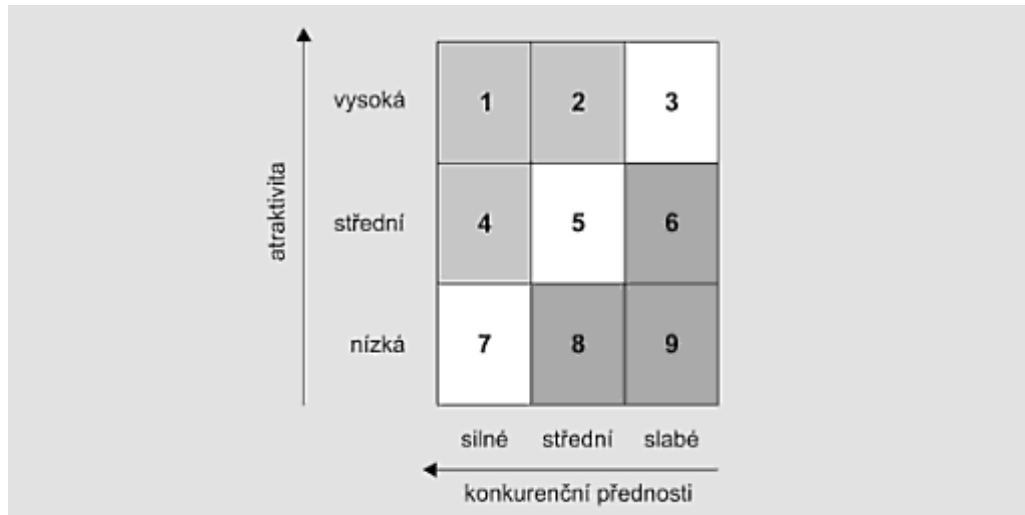 vysoká 1 2 3
atraktivita
střední 4 5 6
nízká 7 8 9
silné střední slabé
konkurenční přednosti